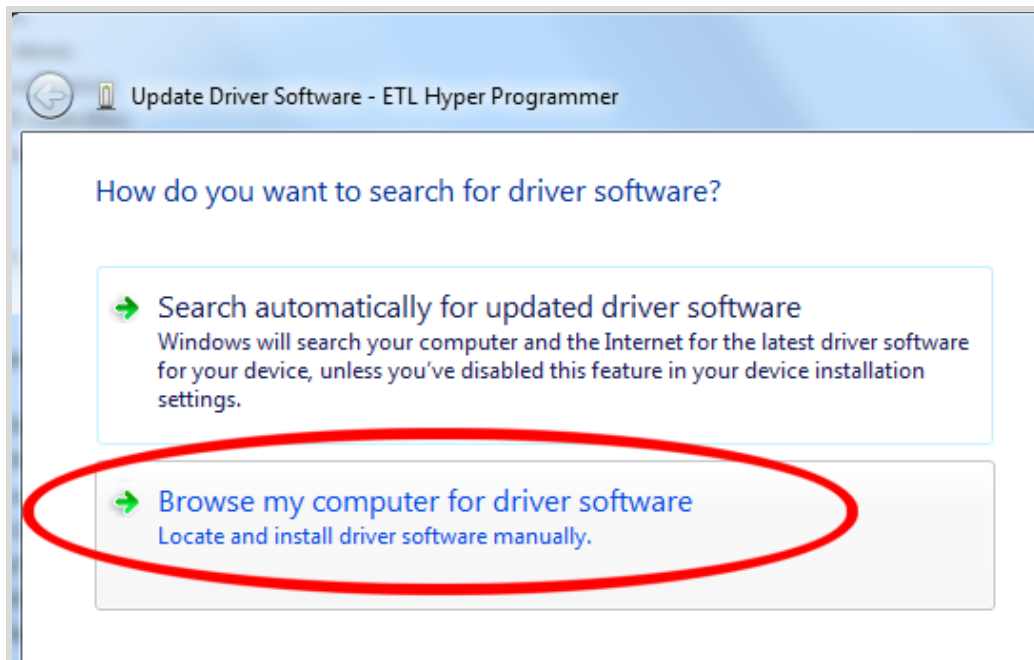 Update Driver Software - ETL Hyper Programmer
How do you want to search for driver software?
Search automatically for updated driver software
Windows will search your computer and the Internet for the latest driver software
for your device, unless you've disabled this feature in your device installation
settings.
Browse my computer for driver software
Locate and install driver software manually.